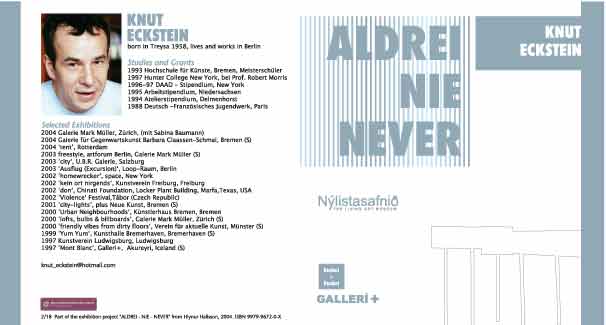 KNUT
ECKSTEIN
born in Treysa 1958, lives and works in Berlin
Studies and Grants
1993 Hochschule für Künste, Bremen, Meisterschüler
1997 Hunter College New York, bei Prof. Robert Morris
1996-97 DAAD - Stipendium, New York
1995 Arbeitstipendium, Niedersachsen
1994 Atelierstipendium, Delmenhorst
1988 Deutsch -Französisches Jugendwerk, Paris
Selected Exhibitions
2004 Galerie Mark Müller, Zürich, (mit Sabina Baumann)
2004 Galerie für Gegenwartskunst Barbara Claassen-Schmal, Bremen (S)
2004 'tent', Rotterdam
2003 freestyle, artforum Berlin, Galerie Mark Müller (S)
2003 'city', U.B.R. Galerie, Salzburg
2003 'Ausflug (Excursion)', Loop-Raum, Berlin
2002 'homewrecker', space, New York
2002 'kein ort nirgends', Kunstverein Freiburg, Freiburg
2002 'don', Chinati Foundation, Locker Plant Building, Marfa,Texas, USA
2002 'Violence' Festival,Tábor (Czech Republic)
2001 'city-lights', plus Neue Kunst, Bremen (S)
2000 'Urban Neighbourhoods', Künstlerhaus Bremen, Bremen
2000 'lofts, bulbs & billboards', Galerie Mark Müller, Zürich (S)
2000 'friendly vibes from dirty floors', Verein für aktuelle Kunst, Münster (S)
1999 'Yum Yum', Kunsthalle Bremerhaven, Bremerhaven (S)
1997 Kunstverein Ludwigsburg, Ludwigsburg
1997 'Mont Blanc', Galleri+, Akureyri, Iceland (S)
knut_eckstein@hotmail.com
2/18 Part of the exhibition project "ALDREI - NIE - NEVER" from Hlynur Hallsson, 2004. ISBN 9979-9672-0-X
ALDREI
NIE
NEVER
KNUT
ECKSTEIN
Nýlistasafnið
THE LIVING ART MUSEUM
GALLERÍ +